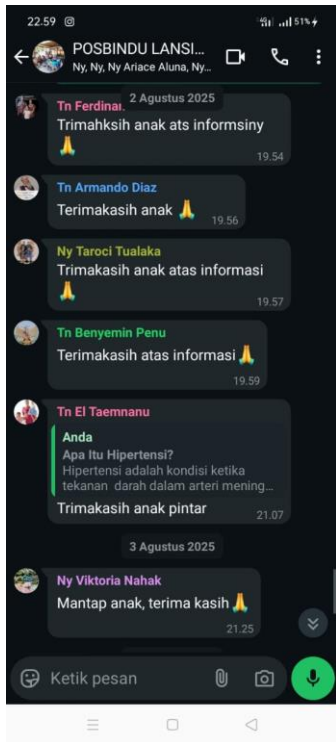 22.59
51%
POSBINDU LANSI...
Ny, Ny, Ny Ariace Aluna, Ny...
2 Agustus 2025
Tn Ferdinan
Trimahksih anak ats informsiny
🙏
19.54
Tn Armando Diaz
Terimakasih anak 🙏
19.56
Ny Taroci Tualaka
Trimakasih anak atas informasi
🙏
19.57
Tn Benyemin Penu
Terimakasih atas informasi 🙏
19.59
Tn El Taemnanu
Anda
Apa Itu Hipertensi?
Hipertensi adalah kondisi ketika
tekanan darah dalam arteri mening...
Trimakasih anak pintar
21.07
3 Agustus 2025
Ny Viktoria Nahak
Mantap anak, terima kasih 🙏
21.25
Ketik pesan